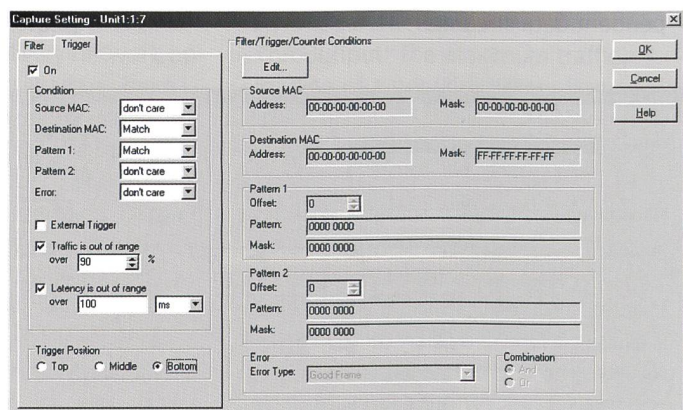 Capture Setting - Unit1:1:7
Filter Trigger
On
Condition
Source MAC: don't care
Destination MAC: Match
Pattern 1: Match
Pattern 2: don't care
Error: don't care
External Trigger
Traffic is out of range
over 90 %
Latency is out of range
over 100 ms
Trigger Position
Top Middle Bottom
Filter/Trigger/Counter Conditions
Edit...
Source MAC
Address: 00-00-00-00-00-00 Mask: 00-00-00-00-00-00
Destination MAC
Address: 00-00-00-00-00-00 Mask: FF-FF-FF-FF-FF-FF
Pattern 1
Offset: 0
Pattern: 0000 0000
Mask: 0000 0000
Pattern 2
Offset: 0
Pattern: 0000 0000
Mask: 0000 0000
Error
Error Type: Good Frame
Combination
And
Or
OK
Cancel
Help